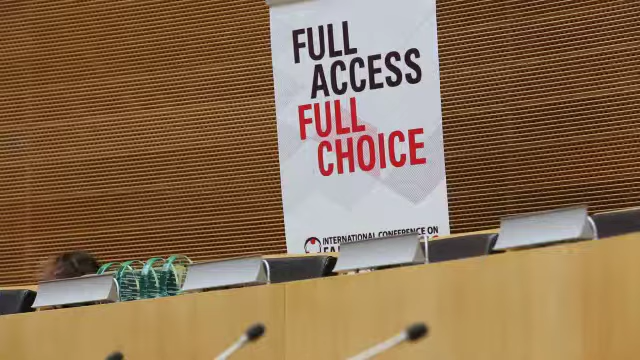 FULL
ACCESS
FULL
CHOICE
INTERNATIONAL CONFERENCE ON